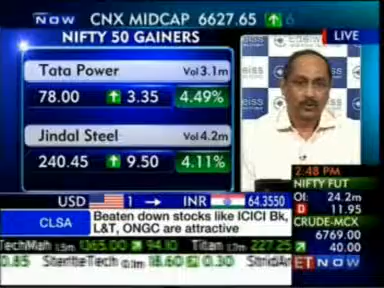 NOW CNX MIDCAP 6627.65
NIFTY 50 GAINERS
LIVE
Tata Power Vol 3.1m
78.00 3.35 4.49%
Jindal Steel Vol 4.2m
240.45 9.50 4.11%
2:48 PM
NIFTY FUT
OI: 24.2m
D 11.95
CRUDE-MCX
6769.00
40.00
USD 1 → INR 64.3550
CLSA
Beaten down stocks like ICICI Bk,
L&T, ONGC are attractive
TechMah 1.5m 1365.00 94.10 Titan 1.7m 227.25
0.85 SterliteTech 18.60 0.30
ET NOW